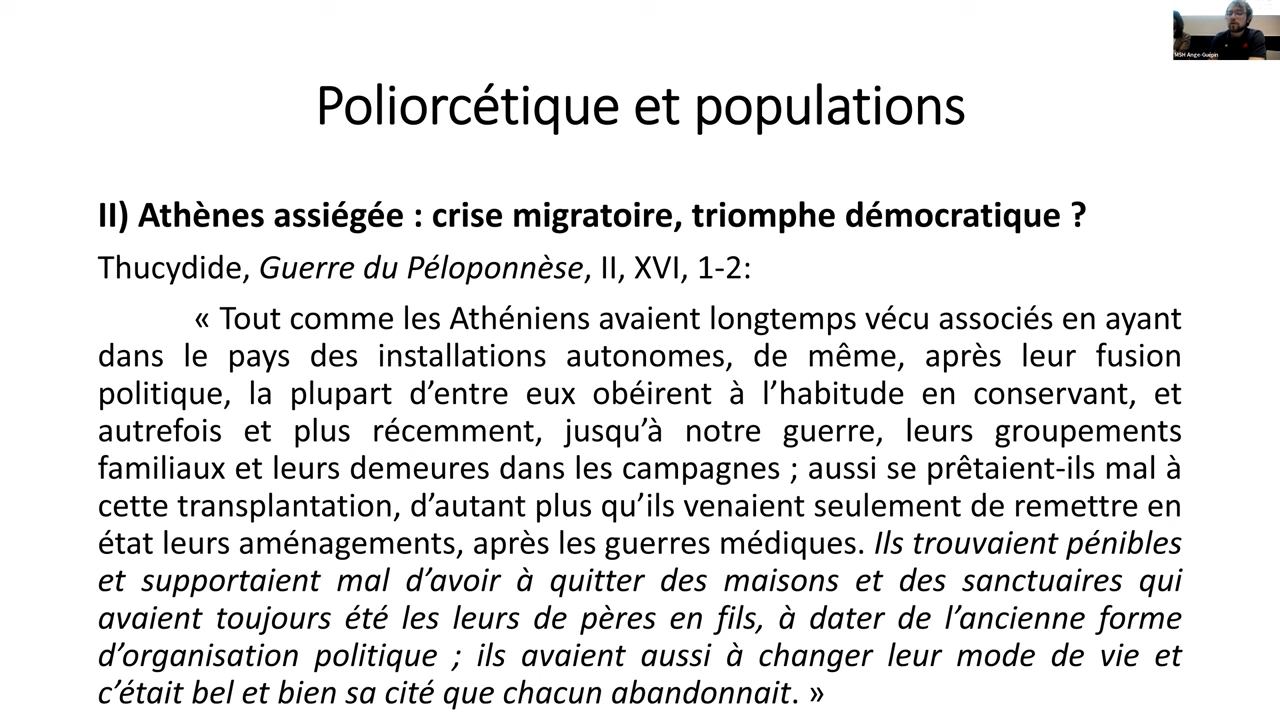 MSH Ange-Guépin
Poliorcétique et populations
II) Athènes assiégée : crise migratoire, triomphe démocratique ?
Thucydide, Guerre du Péloponnèse, II, XVI, 1-2:
« Tout comme les Athéniens avaient longtemps vécu associés en ayant
dans le pays des installations autonomes, de même, après leur fusion
politique, la plupart d’entre eux obéirent à l’habitude en conservant, et
autrefois et plus récemment, jusqu’à notre guerre, leurs groupements
familiaux et leurs demeures dans les campagnes ; aussi se prêtaient-ils mal à
cette transplantation, d’autant plus qu’ils venaient seulement de remettre en
état leurs aménagements, après les guerres médiques. Ils trouvaient pénibles
et supportaient mal d’avoir à quitter des maisons et des sanctuaires qui
avaient toujours été les leurs de pères en fils, à dater de l’ancienne forme
d’organisation politique ; ils avaient aussi à changer leur mode de vie et
c’était bel et bien sa cité que chacun abandonnait. »